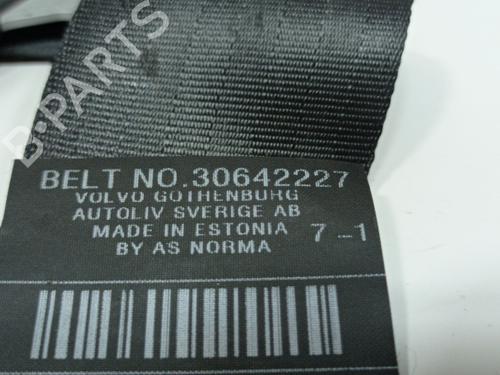 B-PARTS
BELT NO.30642227
VOLVO GOTHENBURG
AUTOLIV SVERIGE AB
MADE IN ESTONIA 7-1
BY AS NORMA